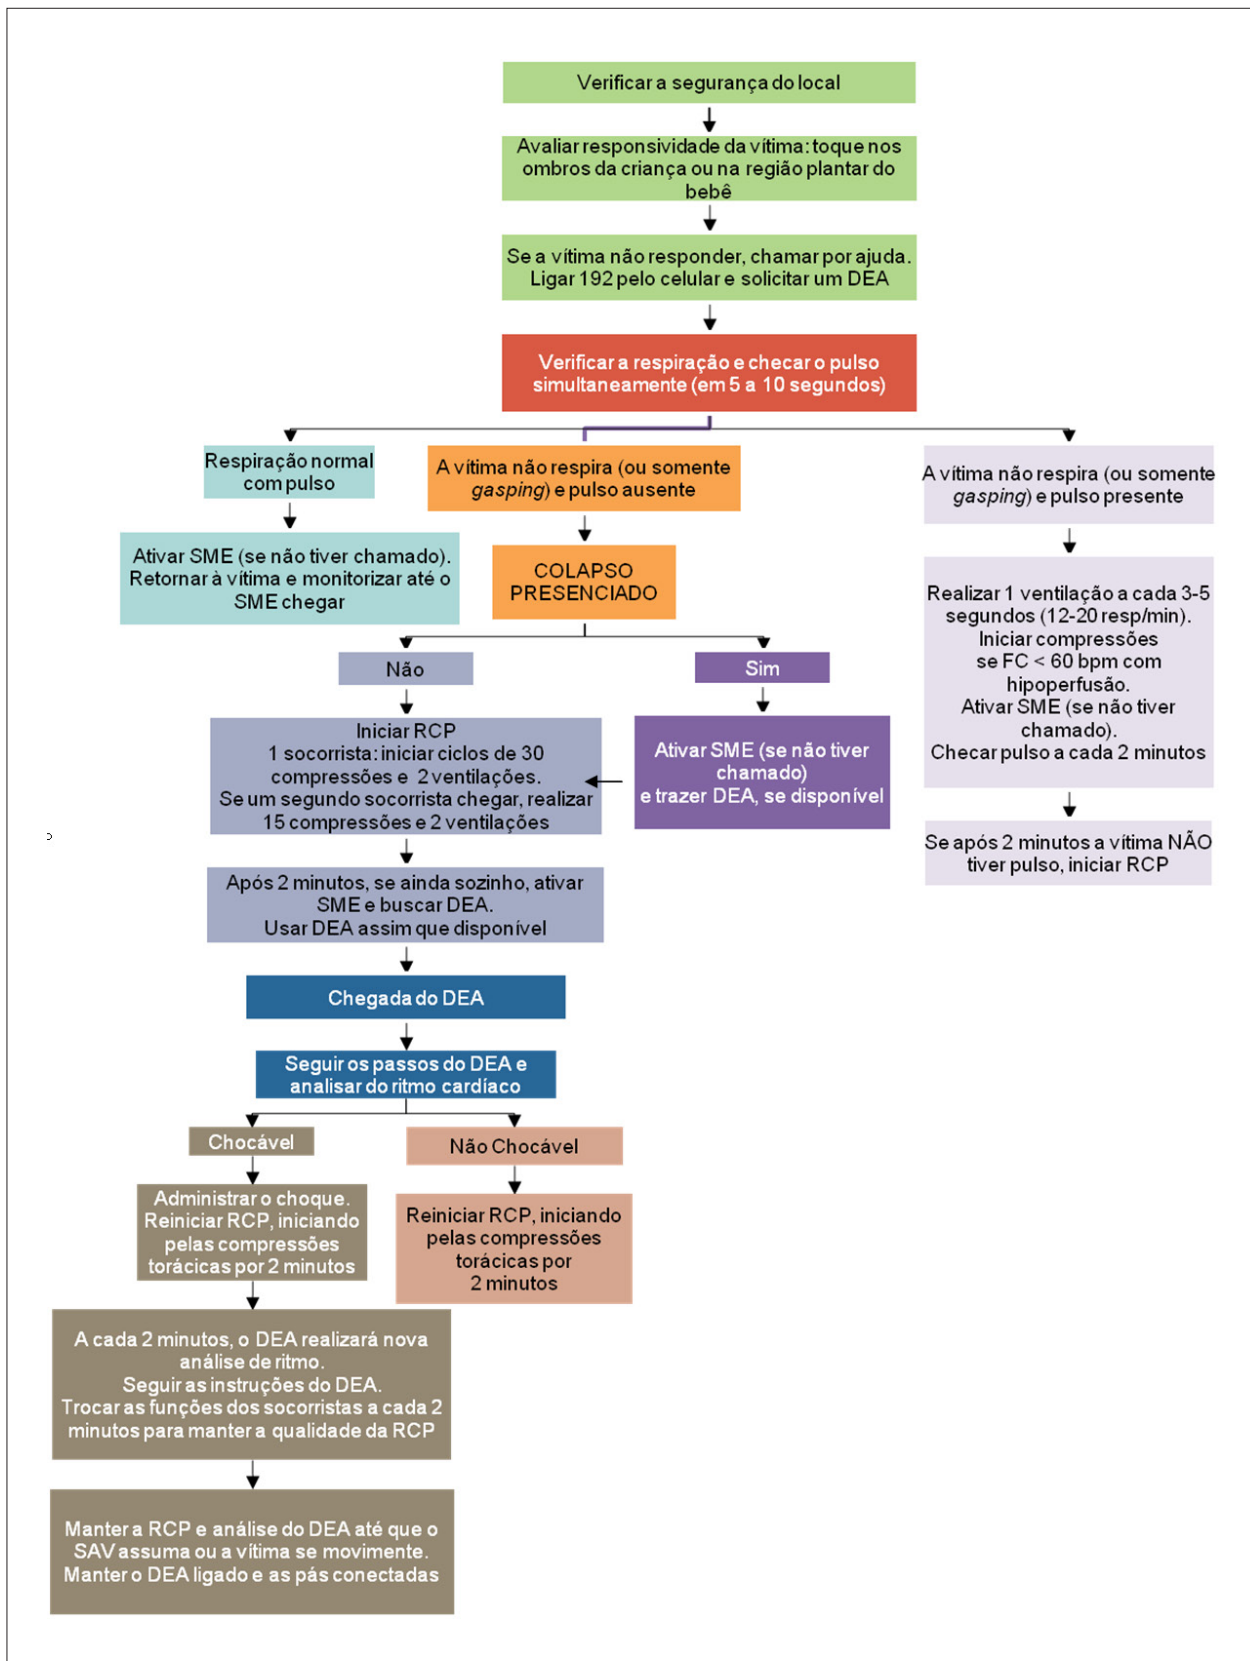 Verificar a segurança do local
Avaliar responsividade da vítima: toque nos
ombros da criança ou na região plantar do
bebê
Se a vítima não responder, chamar por ajuda.
Ligar 192 pelo celular e solicitar um DEA
Verificar a respiração e checar o pulso
simultaneamente (em 5 a 10 segundos)
Respiração normal
com pulso
Ativar SME (se não tiver chamado).
Retornar à vítima e monitorizar até o
SME chegar
A vítima não respira (ou somente
gasping) e pulso ausente
COLAPSO
PRESENCIADO
A vítima não respira (ou somente
gasping) e pulso presente
Realizar 1 ventilação a cada 3-5
segundos (12-20 resp/min).
Iniciar compressões
se FC < 60 bpm com
hipoperfusão.
Ativar SME (se não tiver
chamado).
Checar pulso a cada 2 minutos
Se após 2 minutos a vítima NÃO
tiver pulso, iniciar RCP
Não
Sim
Iniciar RCP
1 socorrista: iniciar ciclos de 30
compressões e 2 ventilações.
Se um segundo socorrista chegar, realizar
15 compressões e 2 ventilações
Ativar SME (se não tiver
chamado)
e trazer DEA, se disponível
Após 2 minutos, se ainda sozinho, ativar
SME e buscar DEA.
Usar DEA assim que disponível
Chegada do DEA
Seguir os passos do DEA e
analisar do ritmo cardíaco
Chocável
Não Chocável
Administrar o choque.
Reiniciar RCP, iniciando
pelas compressões
torácicas por 2 minutos
Reiniciar RCP, iniciando
pelas compressões
torácicas por
2 minutos
A cada 2 minutos, o DEA realizará nova
análise de ritmo.
Seguir as instruções do DEA.
Trocar as funções dos socorristas a cada 2
minutos para manter a qualidade da RCP
Manter a RCP e análise do DEA até que o
SAV assuma ou a vítima se movimente.
Manter o DEA ligado e as pás conectadas